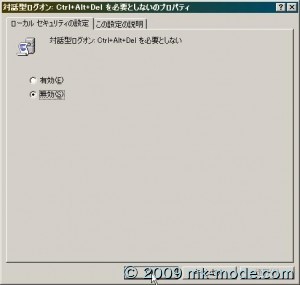 対話型ログオン: Ctrl+Alt+Del を必要としないのプロパティ
ローカル セキュリティの設定 この設定の説明
対話型ログオン: Ctrl+Alt+Del を必要としない
有効(E)
無効(S)
© 2009 mk-mode.com